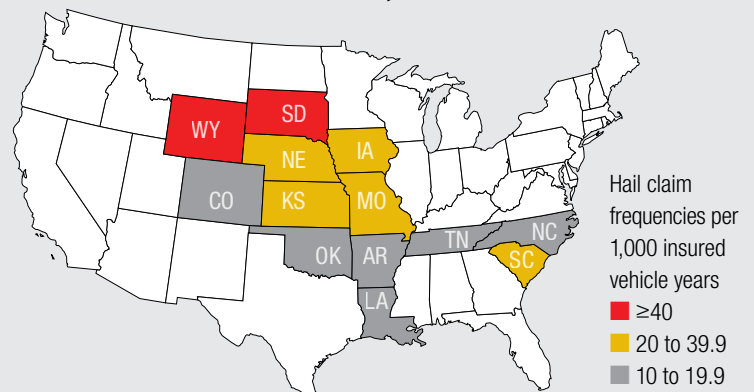 WY
SD
NE
IA
CO
KS
MO
OK
AR
TN
NC
SC
LA
Hail claim
frequencies per
1,000 insured
vehicle years
≥40
20 to 39.9
10 to 19.9